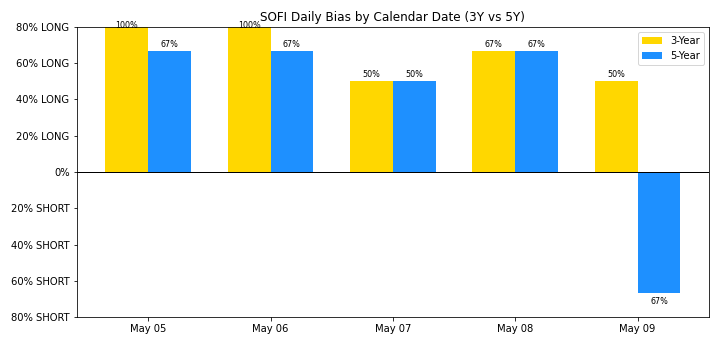 SOFI Daily Bias by Calendar Date (3Y vs 5Y)
80% LONG
60% LONG
40% LONG
20% LONG
0%
20% SHORT
40% SHORT
60% SHORT
80% SHORT
100%
67%
100%
67%
50%
50%
67%
67%
50%
67%
3-Year
5-Year
May 05
May 06
May 07
May 08
May 09